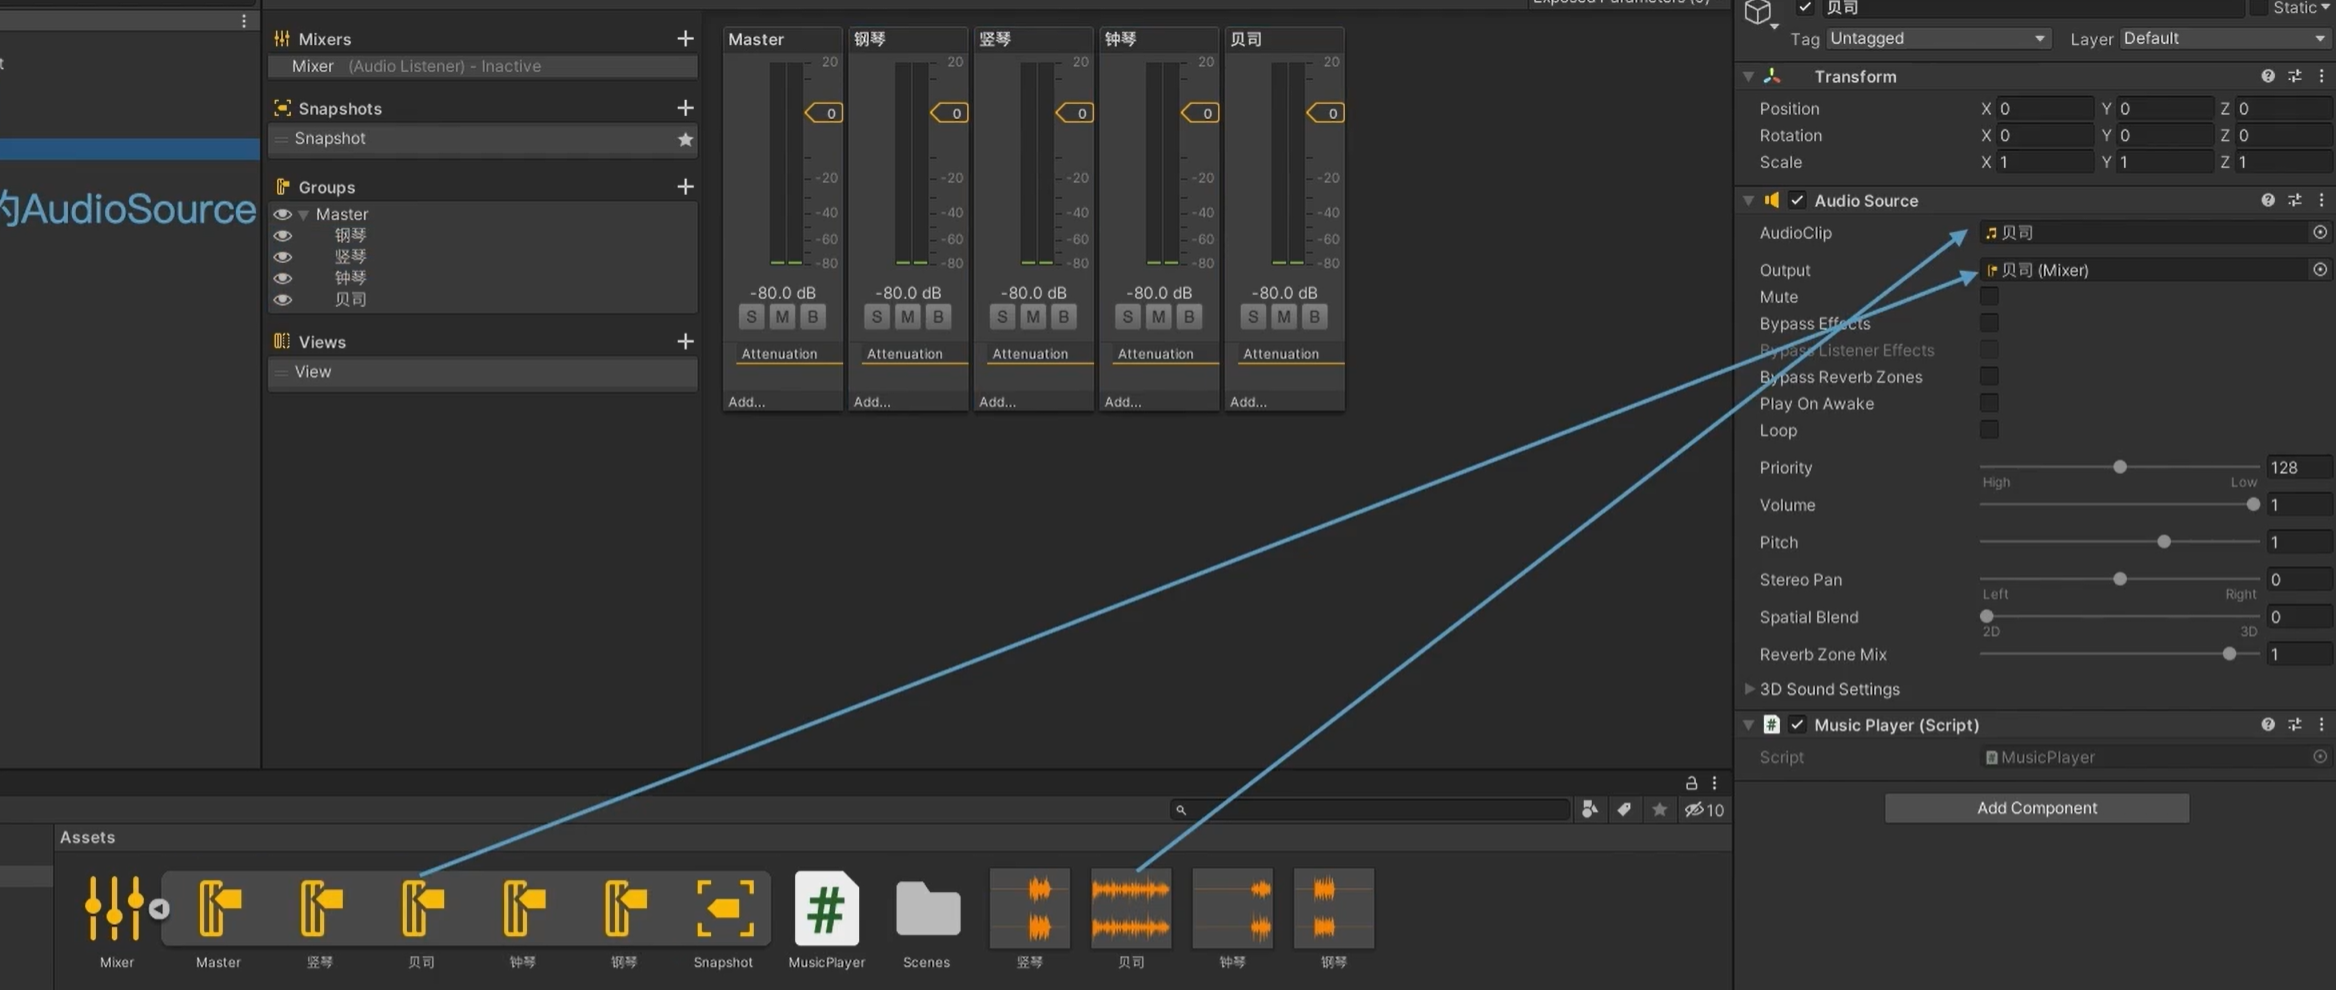 贝司
Static
Tag Untagged Layer Default
Transform
Position X 0 Y 0 Z 0
Rotation X 0 Y 0 Z 0
Scale X 1 Y 1 Z 1
Audio Source
AudioClip 贝司
Output 贝司 (Mixer)
Mute
Bypass Effects
Bypass Listener Effects
Bypass Reverb Zones
Play On Awake
Loop
Priority 128
High Low
Volume 1
Pitch 1
Stereo Pan 0
Left Right
Spatial Blend 0
2D 3D
Reverb Zone Mix 1
3D Sound Settings
# Music Player (Script)
Script # MusicPlayer
Add Component
Mixers
Mixer (Audio Listener) - Inactive
Snapshots
Snapshot
Groups
Master
钢琴
竖琴
钟琴
贝司
Views
View
的AudioSource
Master 钢琴 竖琴 钟琴 贝司
20 20 20 20 20
0 0 0 0 0
-20 -20 -20 -20 -20
-40 -40 -40 -40 -40
-60 -60 -60 -60 -60
-80 -80 -80 -80 -80
-80.0 dB -80.0 dB -80.0 dB -80.0 dB -80.0 dB
S M B S M B S M B S M B S M B
Attenuation Attenuation Attenuation Attenuation Attenuation
Add... Add... Add... Add... Add...
10
Assets
#
Mixer Master 竖琴 贝司 钟琴 钢琴 Snapshot MusicPlayer Scenes 竖琴 贝司 钟琴 钢琴